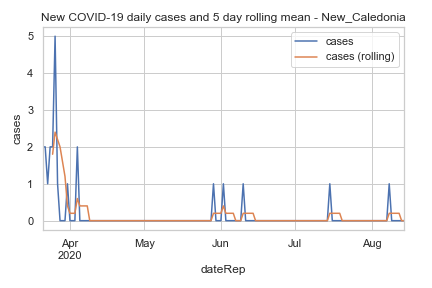 New COVID-19 daily cases and 5 day rolling mean - New_Caledonia
cases
cases (rolling)
cases
5
4
3
2
1
0
Apr
2020
May
Jun
Jul
Aug
dateRep